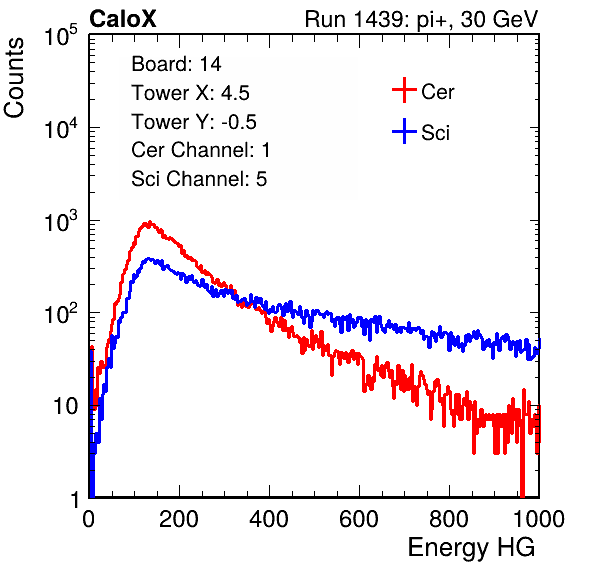 CaloX
Run 1439: pi+, 30 GeV
Counts
10^5
10^4
10^3
10^2
10
1
Board: 14
Tower X: 4.5
Tower Y: -0.5
Cer Channel: 1
Sci Channel: 5
Cer
Sci
0 200 400 600 800 1000
Energy HG